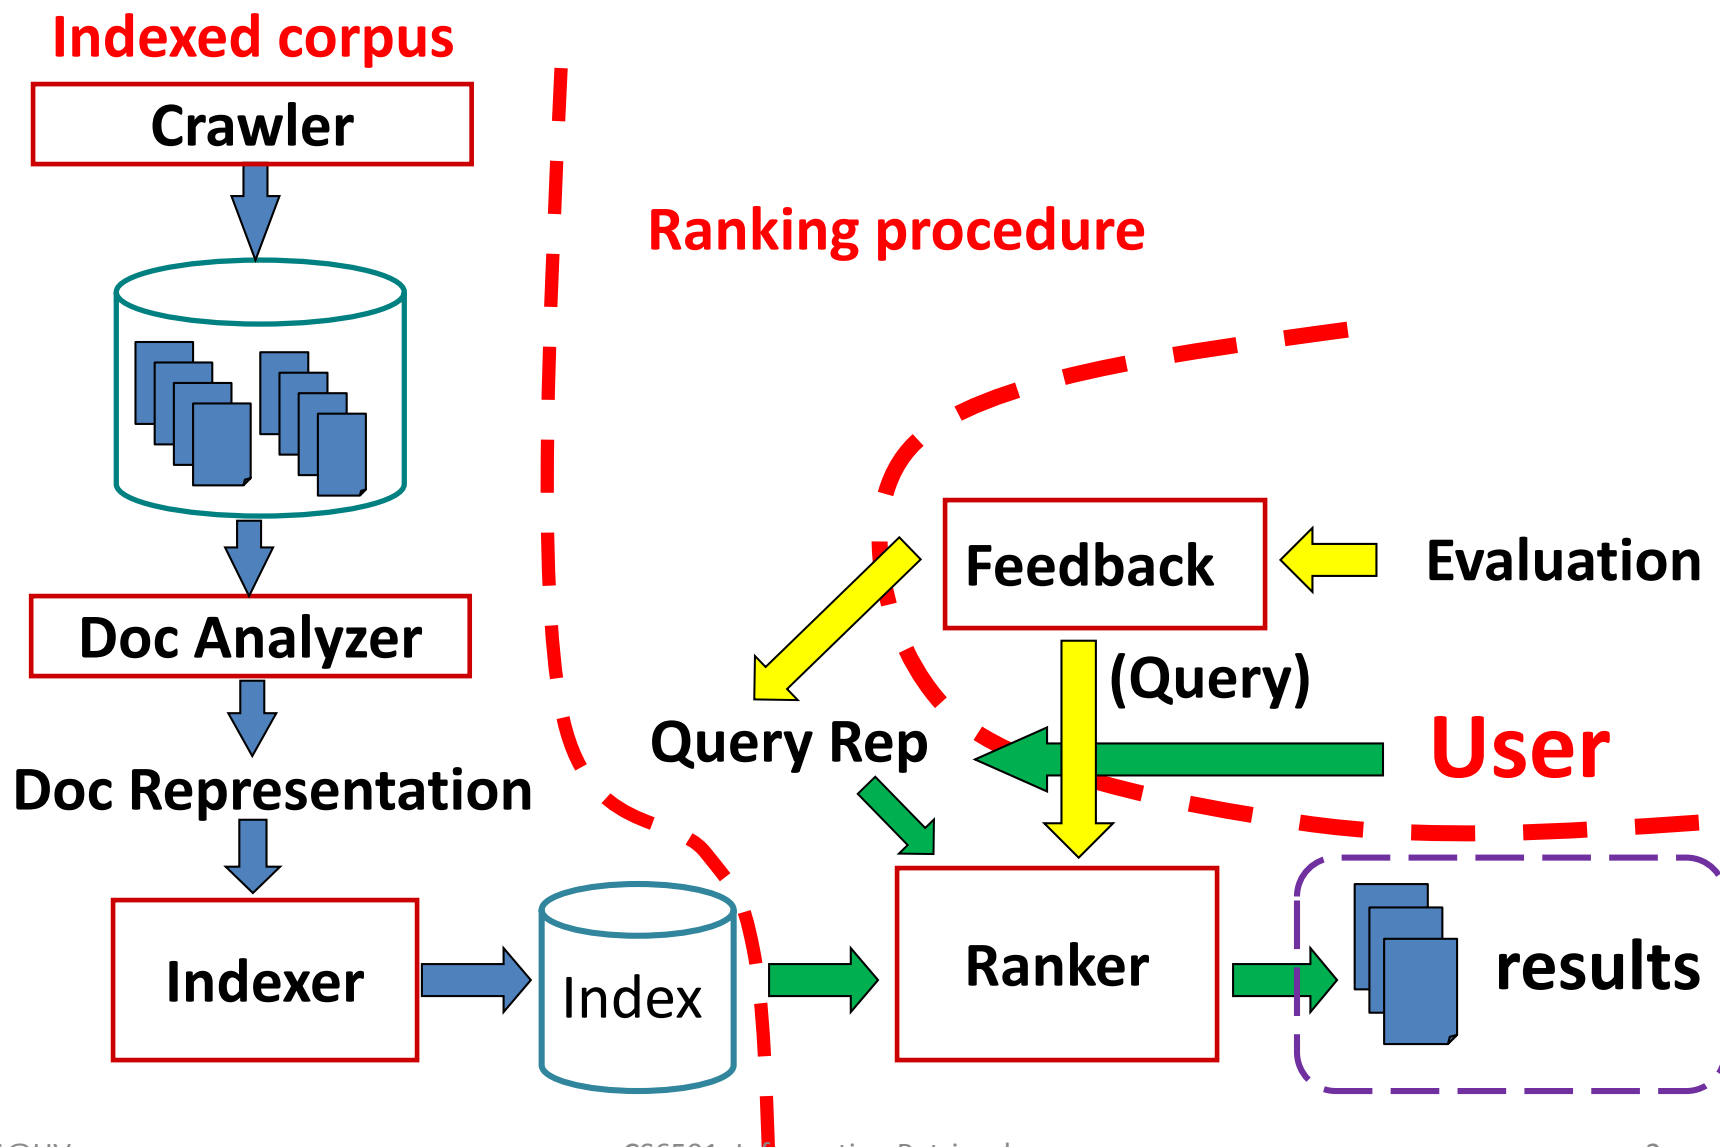 Indexed corpus
Crawler
Ranking procedure
Feedback
Evaluation
Doc Analyzer
(Query)
User
Query Rep
Doc Representation
Indexer
Index
Ranker
results